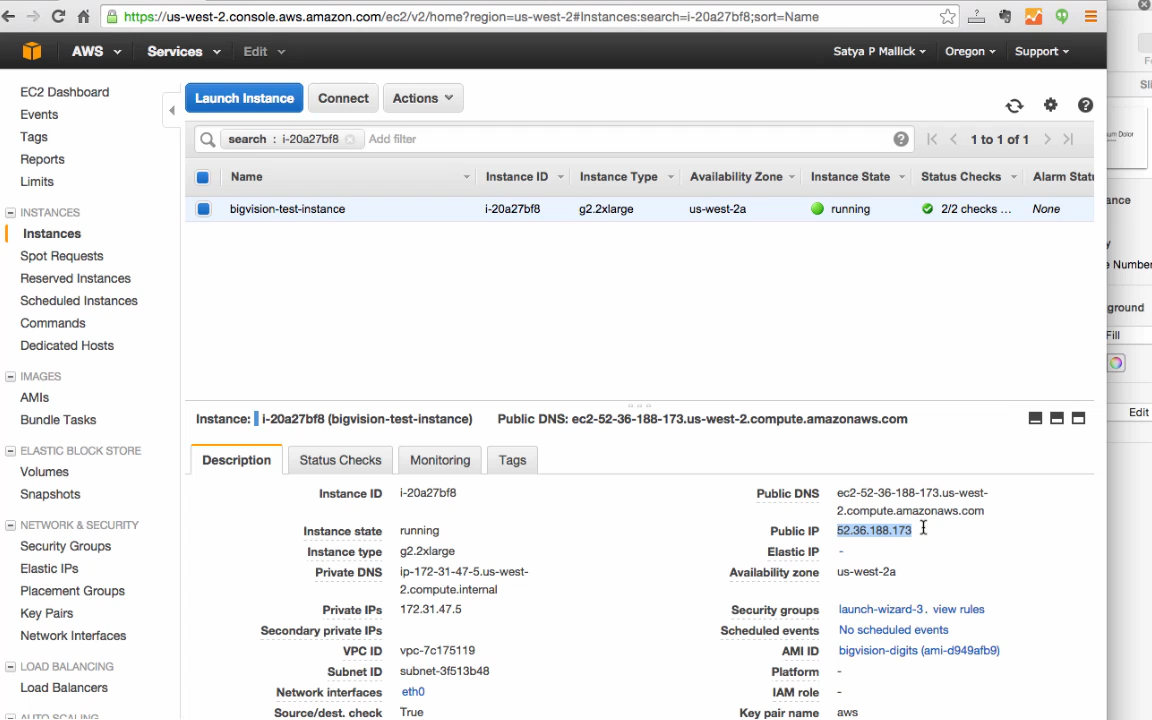 https://us-west-2.console.aws.amazon.com/ec2/v2/home?region=us-west-2#Instances:search=i-20a27bf8;sort=Name
AWS Services Edit Satya P Mallick Oregon Support
EC2 Dashboard
Events
Tags
Reports
Limits
INSTANCES
Instances
Spot Requests
Reserved Instances
Scheduled Instances
Commands
Dedicated Hosts
IMAGES
AMIs
Bundle Tasks
ELASTIC BLOCK STORE
Volumes
Snapshots
NETWORK & SECURITY
Security Groups
Elastic IPs
Placement Groups
Key Pairs
Network Interfaces
LOAD BALANCING
Load Balancers
AUTO SCALING
Launch Instance Connect Actions
search : i-20a27bf8 Add filter 1 to 1 of 1
Name Instance ID Instance Type Availability Zone Instance State Status Checks Alarm Statu
bigvision-test-instance i-20a27bf8 g2.2xlarge us-west-2a running 2/2 checks ... None
Instance: i-20a27bf8 (bigvision-test-instance) Public DNS: ec2-52-36-188-173.us-west-2.compute.amazonaws.com
Description Status Checks Monitoring Tags
Instance ID i-20a27bf8
Instance state running
Instance type g2.2xlarge
Private DNS ip-172-31-47-5.us-west-
2.compute.internal
Private IPs 172.31.47.5
Secondary private IPs
VPC ID vpc-7c175119
Subnet ID subnet-3f513b48
Network interfaces eth0
Source/dest. check True
Public DNS ec2-52-36-188-173.us-west-
2.compute.amazonaws.com
Public IP 52.36.188.173
Elastic IP -
Availability zone us-west-2a
Security groups launch-wizard-3. view rules
Scheduled events No scheduled events
AMI ID bigvision-digits (ami-d949afb9)
Platform -
IAM role -
Key pair name aws
um Dolor
ance
y
e Number
ground
Fill
Edit